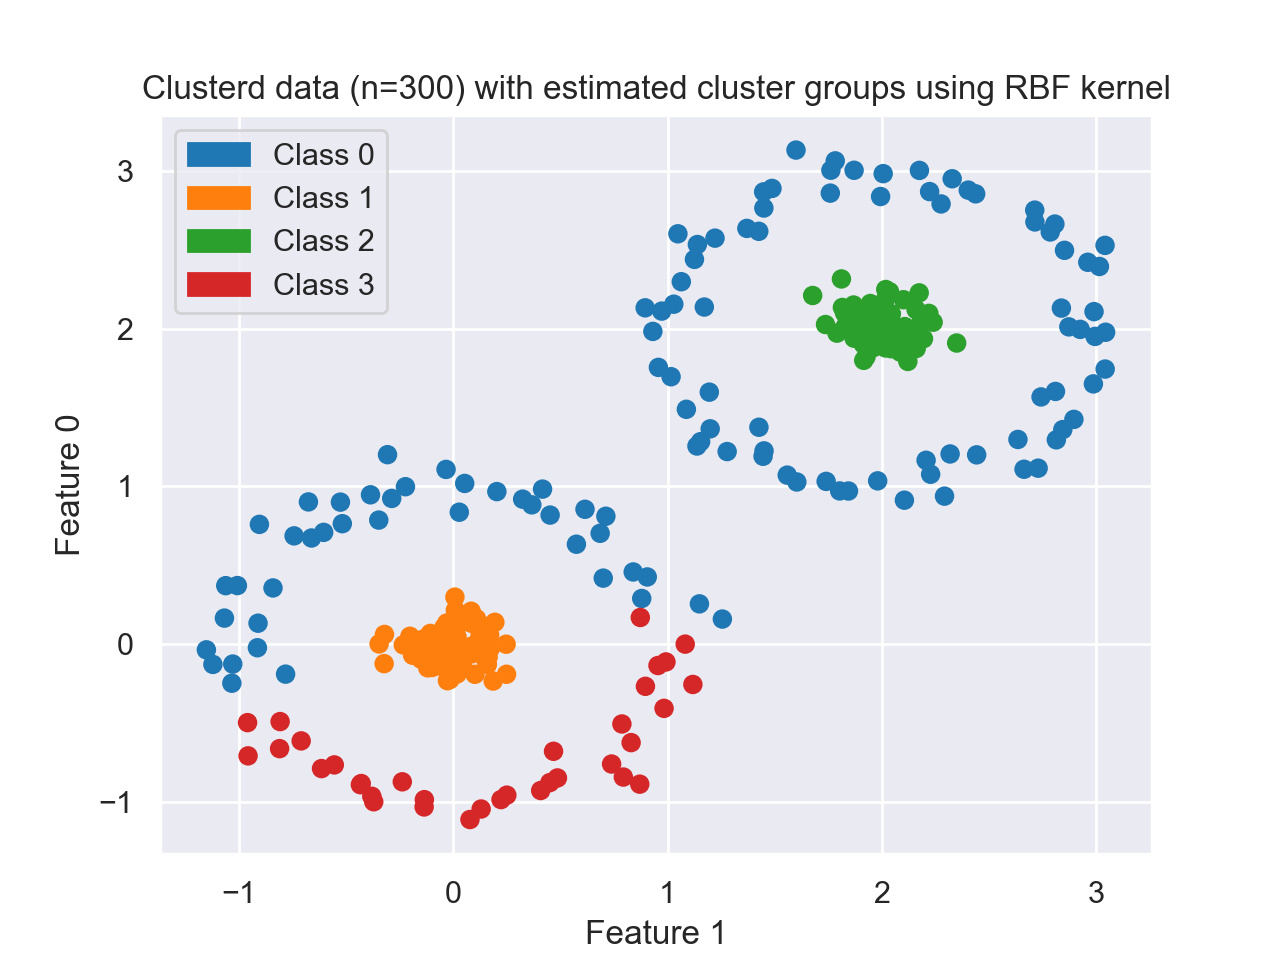 Clusterd data (n=300) with estimated cluster groups using RBF kernel
Class 0
Class 1
Class 2
Class 3
3
2
1
0
−1
Feature 0
−1 0 1 2 3
Feature 1